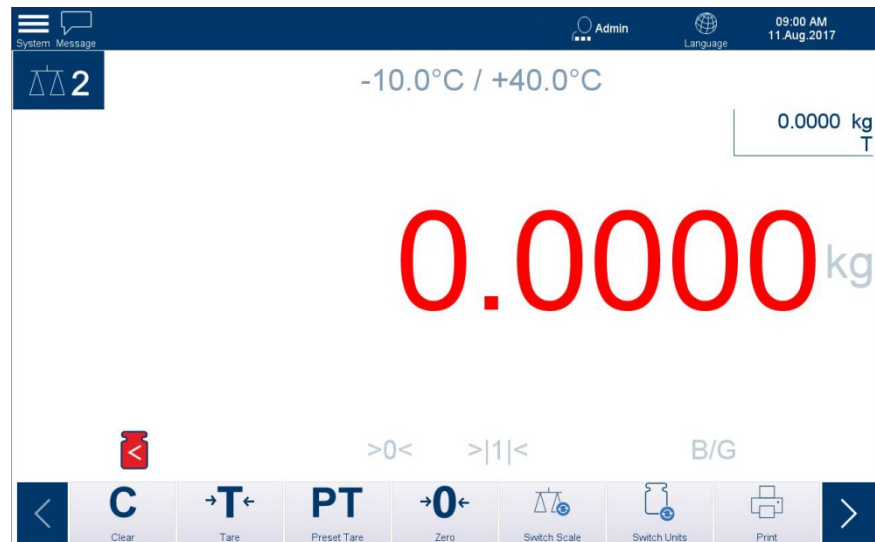 System Message
Admin
Language
09:00 AM
11.Aug.2017
2
-10.0°C / +40.0°C
0.0000 kg
T
0.0000 kg
<
>0< >|1|< B/G
<
C
Clear
→T←
Tare
PT
Preset Tare
→0←
Zero
Switch Scale
Switch Units
Print
>